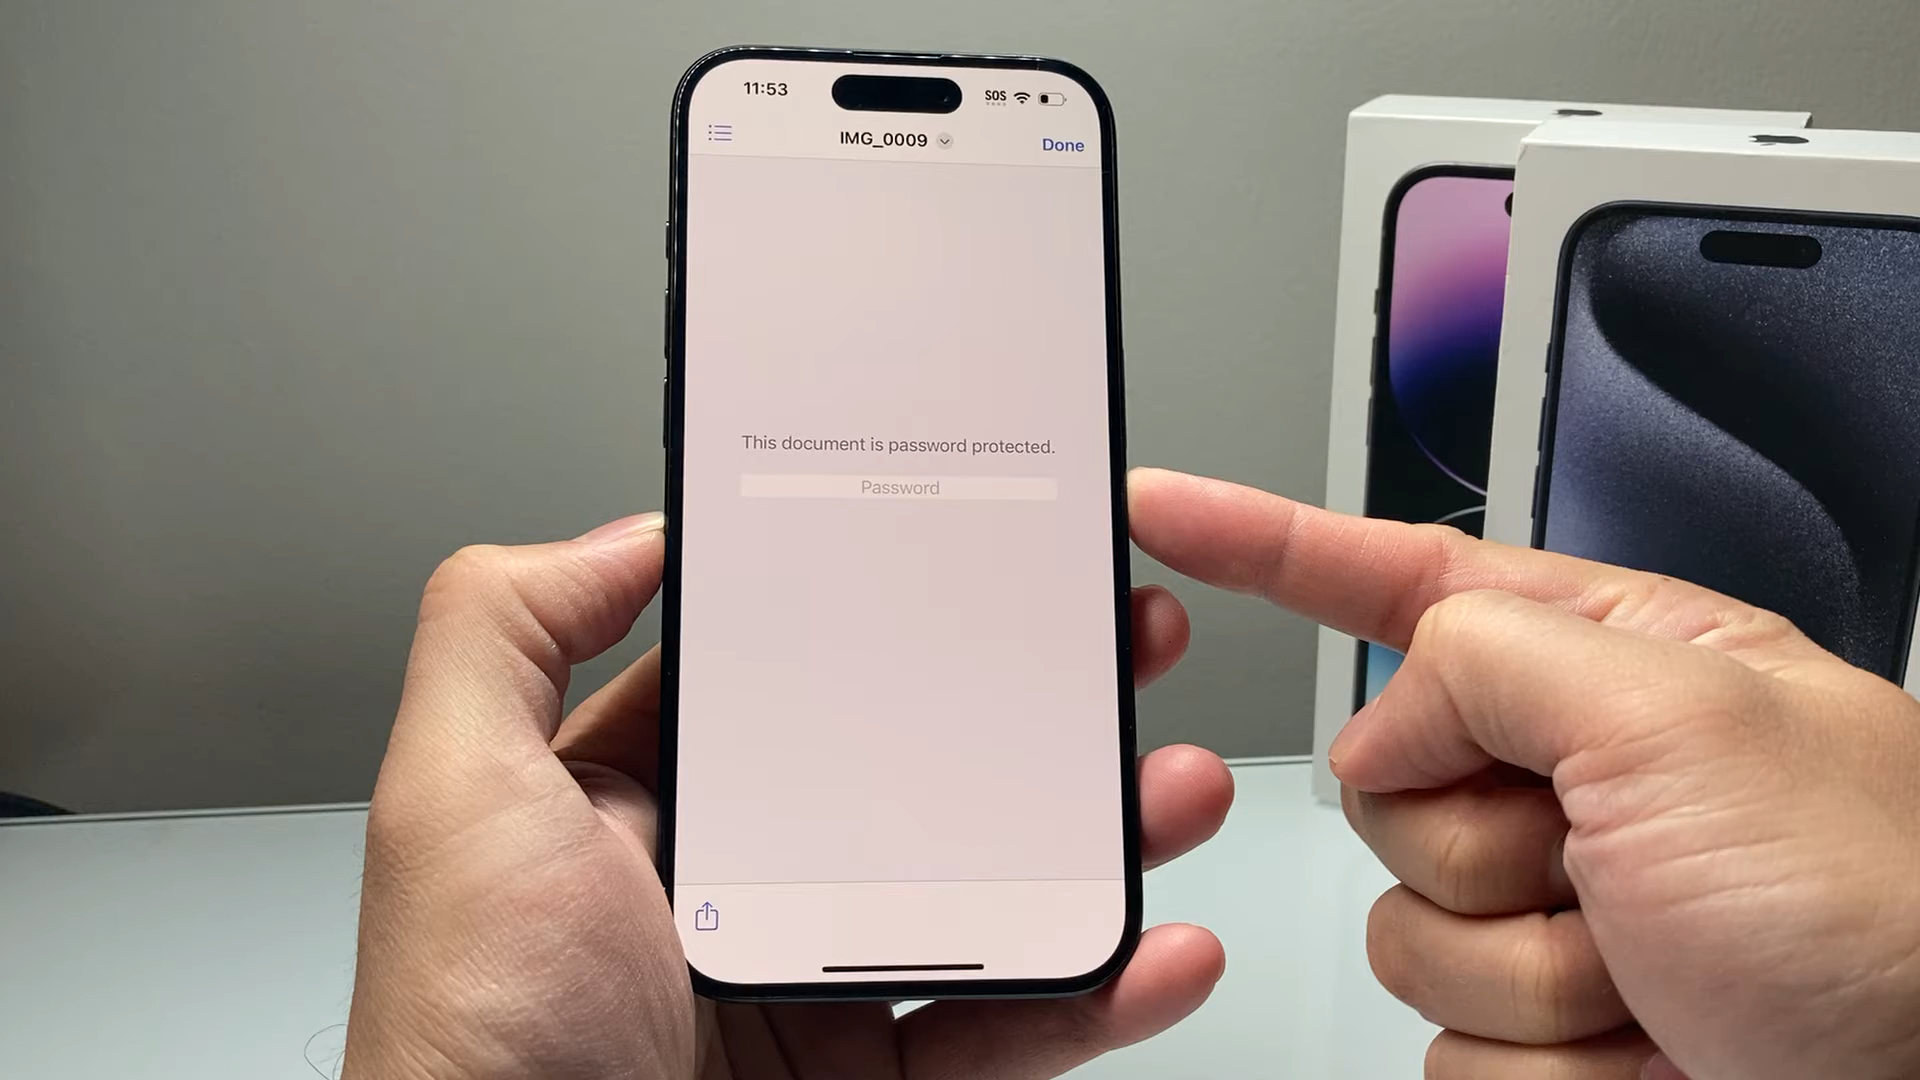 11:53
SOS
IMG_0009
Done
This document is password protected.
Password